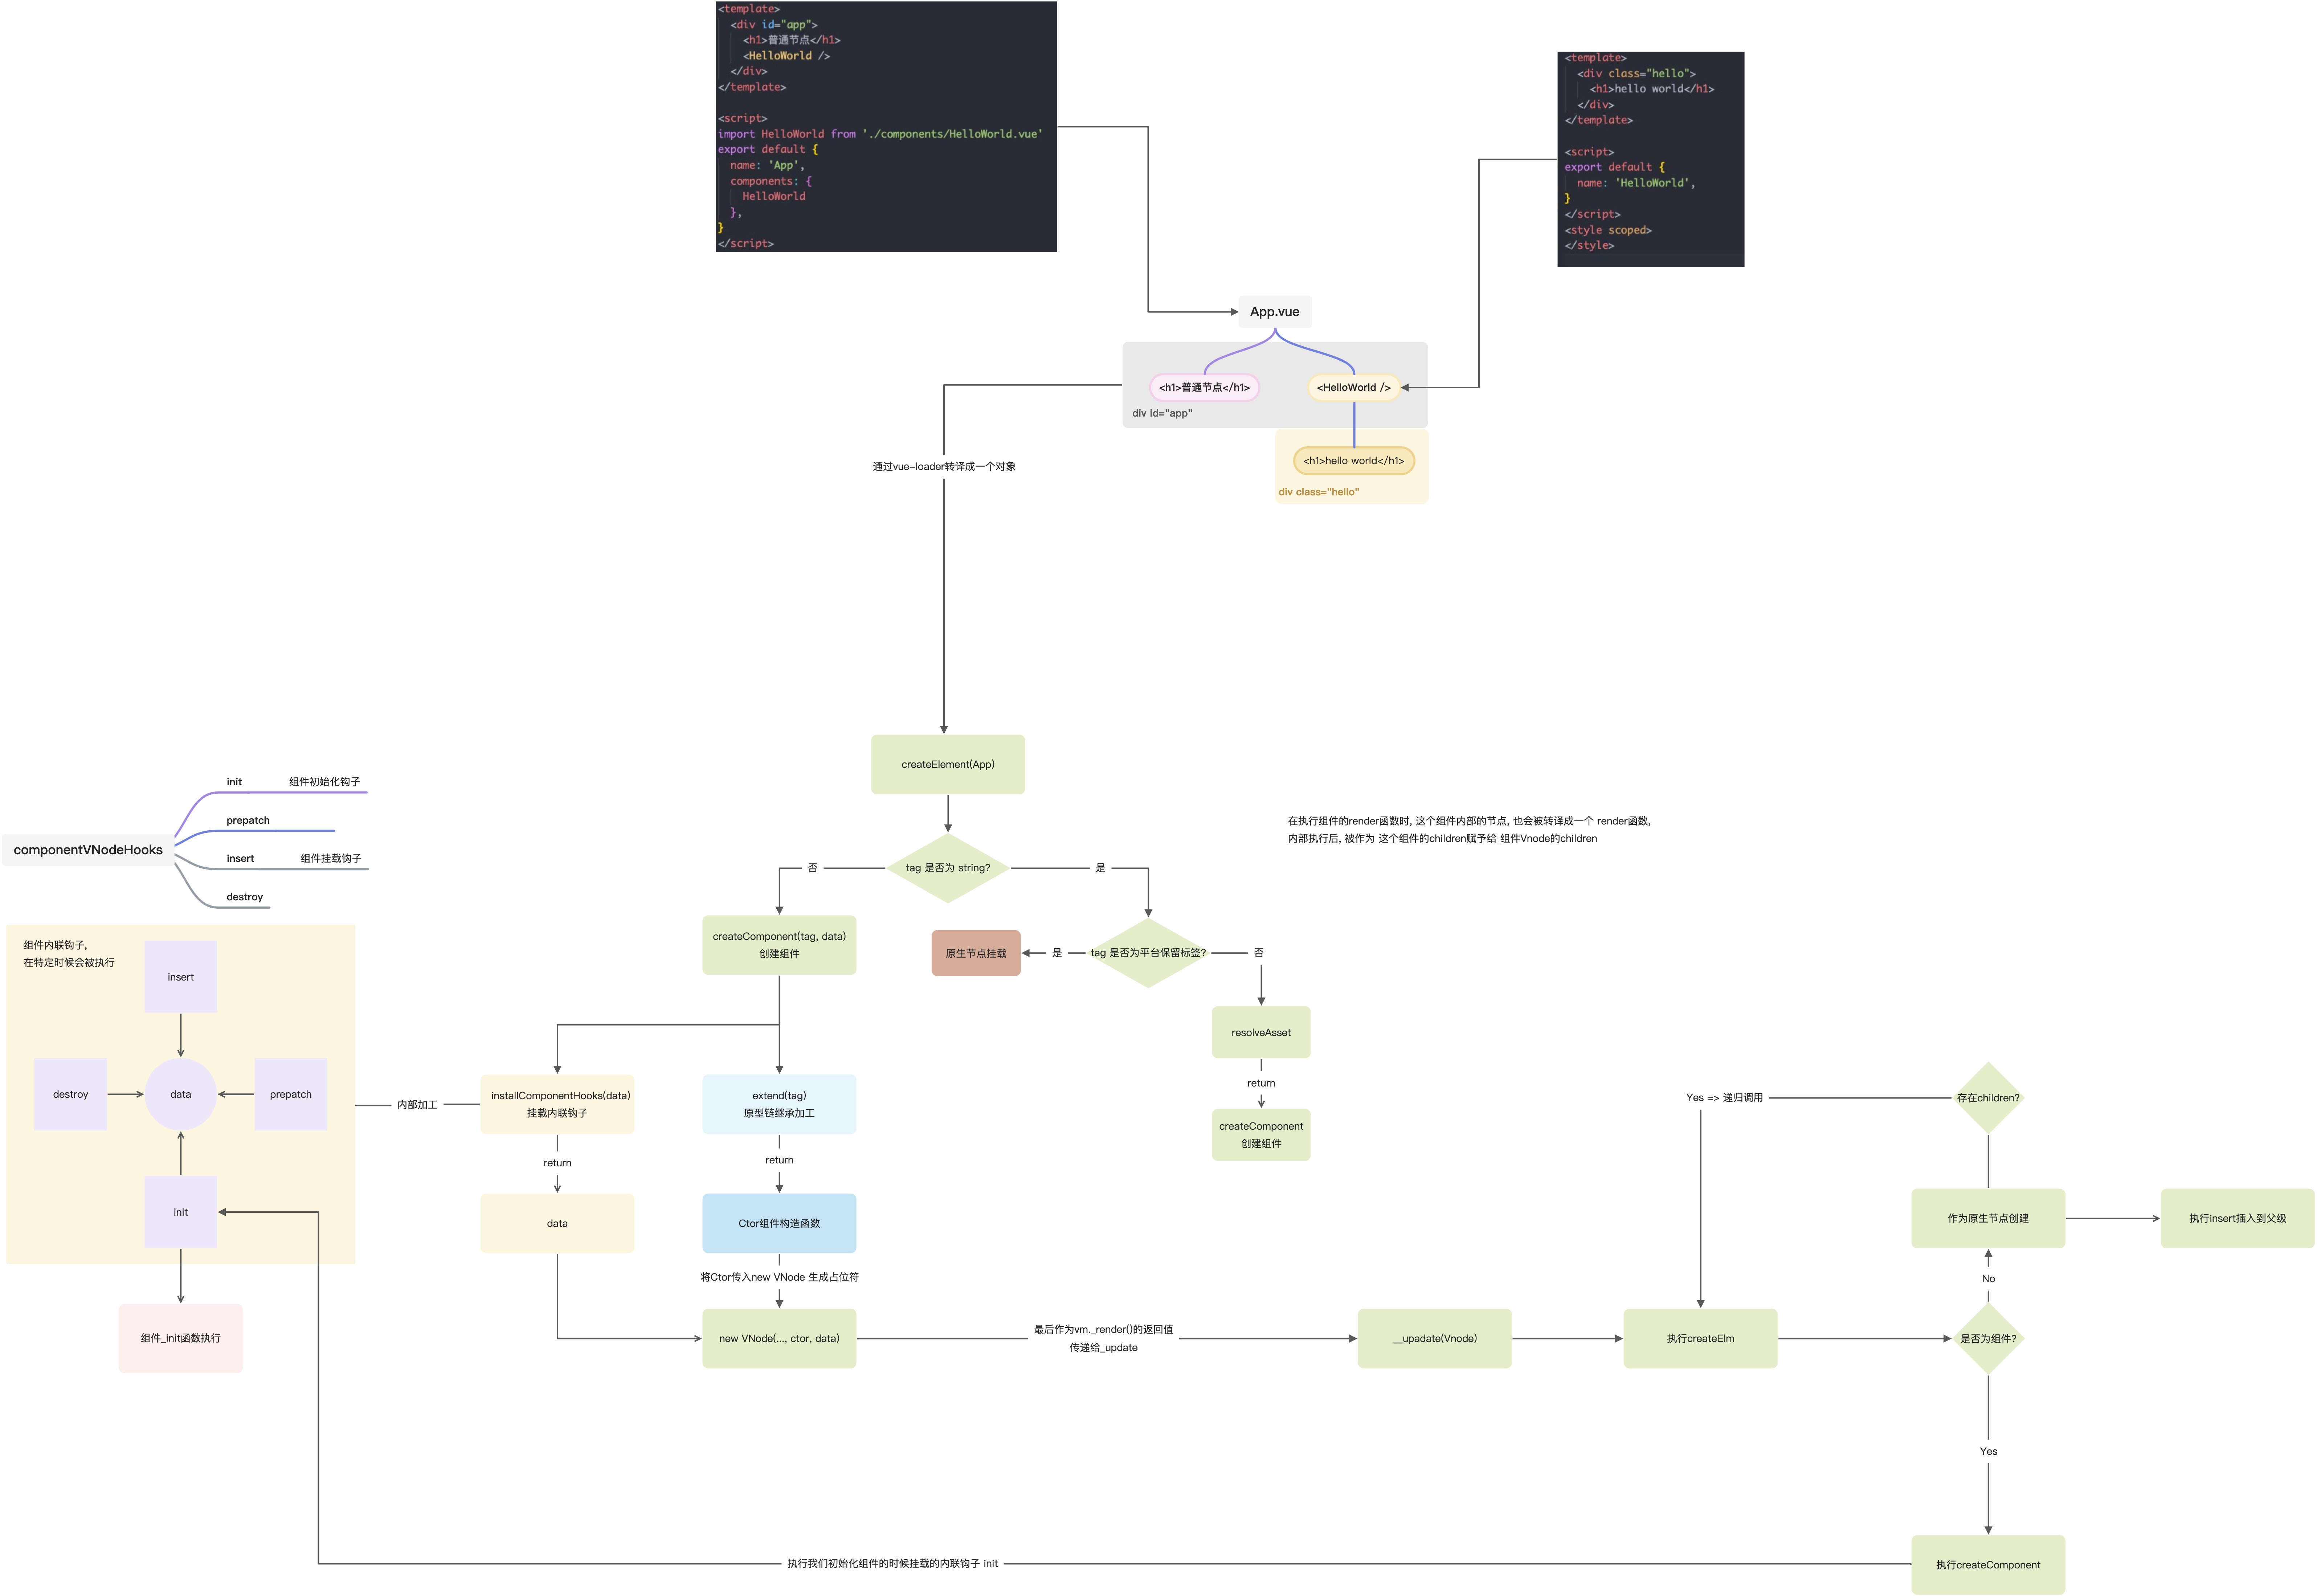 <template>
<div id="app">
<h1>普通节点</h1>
<HelloWorld />
</div>
</template>
<script>
import HelloWorld from './components/HelloWorld.vue'
export default {
name: 'App',
components: {
HelloWorld
},
}
</script>
<template>
<div class="hello">
<h1>hello world</h1>
</div>
</template>
<script>
export default {
name: 'HelloWorld',
}
</script>
<style scoped>
</style>
App.vue
<h1>普通节点</h1>
<HelloWorld />
div id="app"
<h1>hello world</h1>
div class="hello"
通过vue-loader转译成一个对象
createElement(App)
componentVNodeHooks
init
组件初始化钩子
prepatch
insert
组件挂载钩子
destroy
在执行组件的render函数时, 这个组件内部的节点, 也会被转译成一个 render函数,
内部执行后, 被作为 这个组件的children赋予给 组件Vnode的children
tag 是否为 string?
否
是
createComponent(tag, data)
创建组件
原生节点挂载
是
tag 是否为平台保留标签?
否
resolveAsset
return
createComponent
创建组件
组件内联钩子,
在特定时候会被执行
insert
destroy
data
prepatch
init
组件_init函数执行
内部加工
installComponentHooks(data)
挂载内联钩子
return
data
extend(tag)
原型链继承加工
return
Ctor组件构造函数
将Ctor传入new VNode 生成占位符
new VNode(..., ctor, data)
最后作为vm._render()的返回值
传递给_update
__upadate(Vnode)
执行createElm
是否为组件?
No
作为原生节点创建
执行insert插入到父级
存在children?
Yes => 递归调用
Yes
执行createComponent
执行我们初始化组件的时候挂载的内联钩子 init